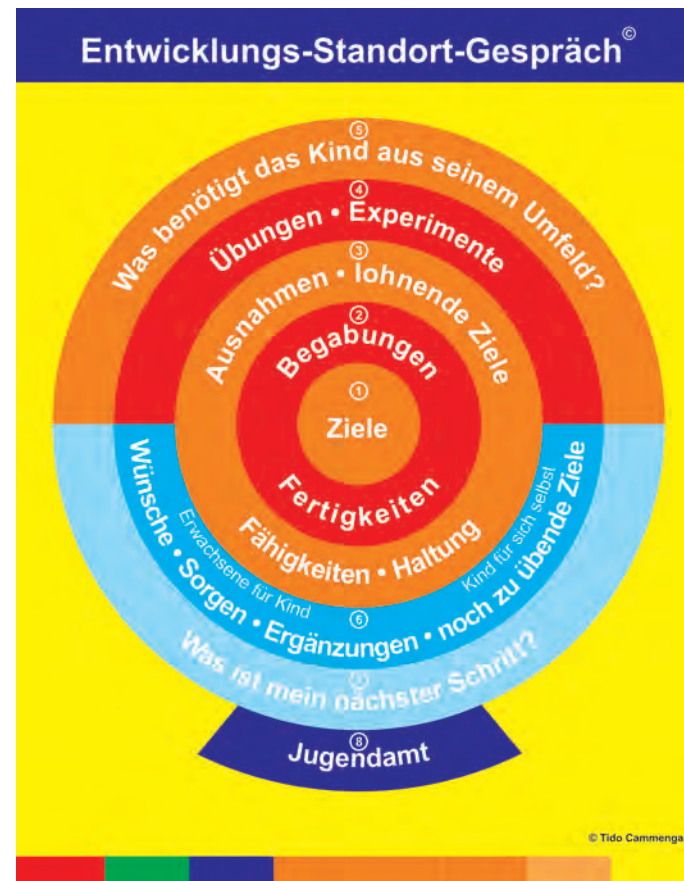 Entwicklungs-Standort-Gespräch©
⑤
Was benötigt das Kind aus seinem Umfeld?
④
Übungen • Experimente
③
Ausnahmen • lohnende Ziele
②
Begabungen
①
Ziele
Fertigkeiten
Fähigkeiten • Haltung
Erwachsene für Kind
Kind für sich selbst
⑥
Wünsche • Sorgen • Ergänzungen • noch zu übende Ziele
Was ist mein nächster Schritt?
⑧
Jugendamt
© Tido Cammenga